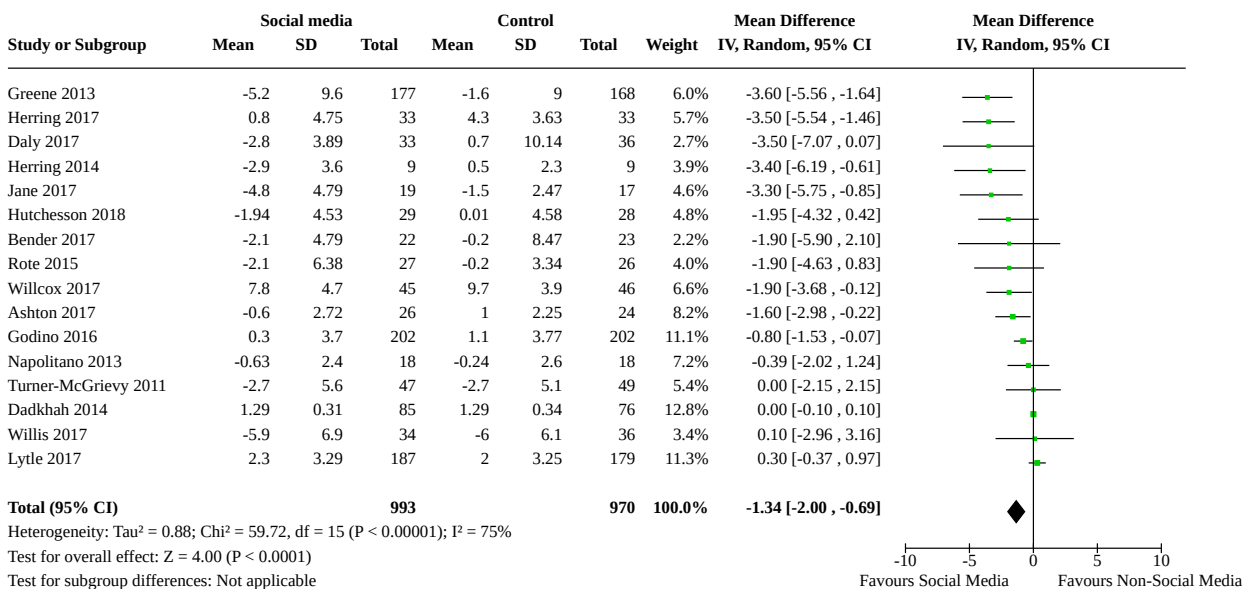 Social media Control Mean Difference Mean Difference
Study or Subgroup Mean SD Total Mean SD Total Weight IV, Random, 95% CI IV, Random, 95% CI
Greene 2013 -5.2 9.6 177 -1.6 9 168 6.0% -3.60 [-5.56 , -1.64]
Herring 2017 0.8 4.75 33 4.3 3.63 33 5.7% -3.50 [-5.54 , -1.46]
Daly 2017 -2.8 3.89 33 0.7 10.14 36 2.7% -3.50 [-7.07 , 0.07]
Herring 2014 -2.9 3.6 9 0.5 2.3 9 3.9% -3.40 [-6.19 , -0.61]
Jane 2017 -4.8 4.79 19 -1.5 2.47 17 4.6% -3.30 [-5.75 , -0.85]
Hutchesson 2018 -1.94 4.53 29 0.01 4.58 28 4.8% -1.95 [-4.32 , 0.42]
Bender 2017 -2.1 4.79 22 -0.2 8.47 23 2.2% -1.90 [-5.90 , 2.10]
Rote 2015 -2.1 6.38 27 -0.2 3.34 26 4.0% -1.90 [-4.63 , 0.83]
Willcox 2017 7.8 4.7 45 9.7 3.9 46 6.6% -1.90 [-3.68 , -0.12]
Ashton 2017 -0.6 2.72 26 1 2.25 24 8.2% -1.60 [-2.98 , -0.22]
Godino 2016 0.3 3.7 202 1.1 3.77 202 11.1% -0.80 [-1.53 , -0.07]
Napolitano 2013 -0.63 2.4 18 -0.24 2.6 18 7.2% -0.39 [-2.02 , 1.24]
Turner-McGrievy 2011 -2.7 5.6 47 -2.7 5.1 49 5.4% 0.00 [-2.15 , 2.15]
Dadkhah 2014 1.29 0.31 85 1.29 0.34 76 12.8% 0.00 [-0.10 , 0.10]
Willis 2017 -5.9 6.9 34 -6 6.1 36 3.4% 0.10 [-2.96 , 3.16]
Lytle 2017 2.3 3.29 187 2 3.25 179 11.3% 0.30 [-0.37 , 0.97]
Total (95% CI) 993 970 100.0% -1.34 [-2.00 , -0.69]
Heterogeneity: Tau² = 0.88; Chi² = 59.72, df = 15 (P < 0.00001); I² = 75%
Test for overall effect: Z = 4.00 (P < 0.0001) -10 -5 0 5 10
Test for subgroup differences: Not applicable Favours Social Media Favours Non-Social Media